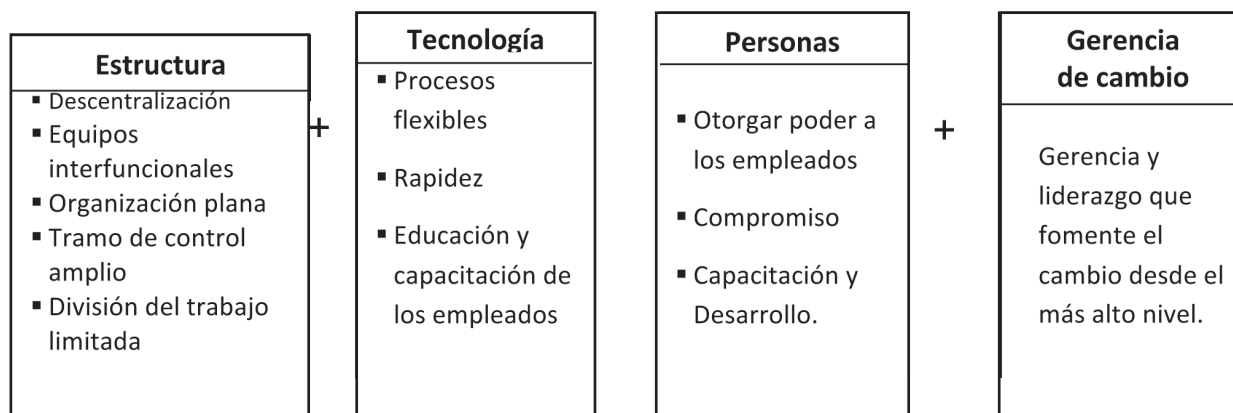 Estructura
▪ Descentralización
▪ Equipos
interfuncionales
▪ Organización plana
▪ Tramo de control
amplio
▪ División del trabajo
limitada
+
Tecnología
▪ Procesos
flexibles
▪ Rapidez
▪ Educación y
capacitación de
los empleados
Personas
▪ Otorgar poder a
los empleados
▪ Compromiso
▪ Capacitación y
Desarrollo.
+
Gerencia
de cambio
Gerencia y
liderazgo que
fomente el
cambio desde el
más alto nivel.